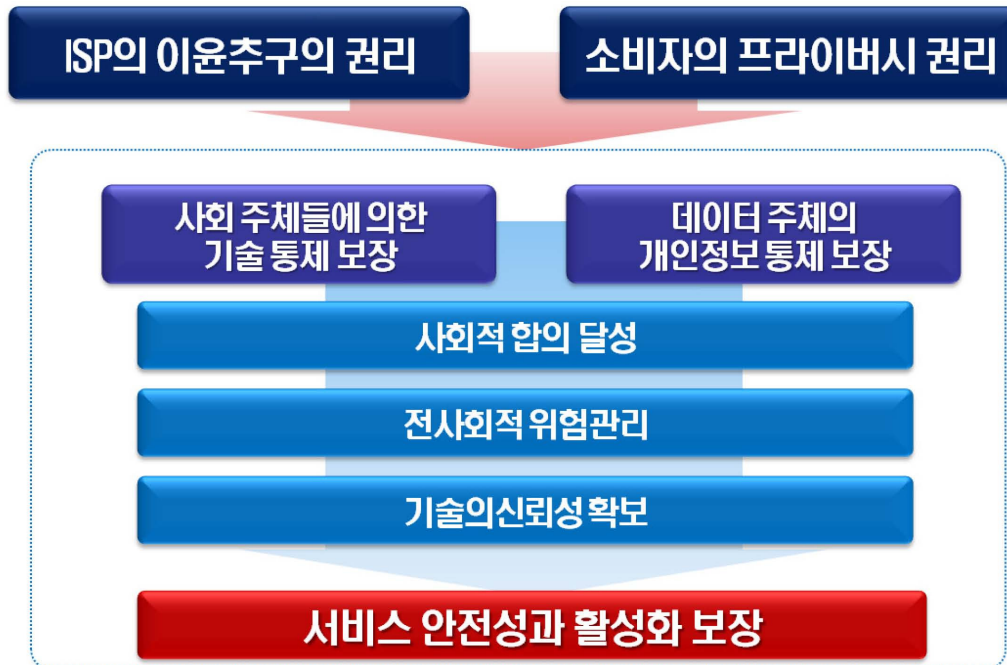 ISP의 이윤추구의 권리
소비자의 프라이버시 권리
사회 주체들에 의한
기술 통제 보장
데이터 주체의
개인정보 통제 보장
사회적 합의 달성
전사회적 위험관리
기술의신뢰성 확보
서비스 안전성과 활성화 보장